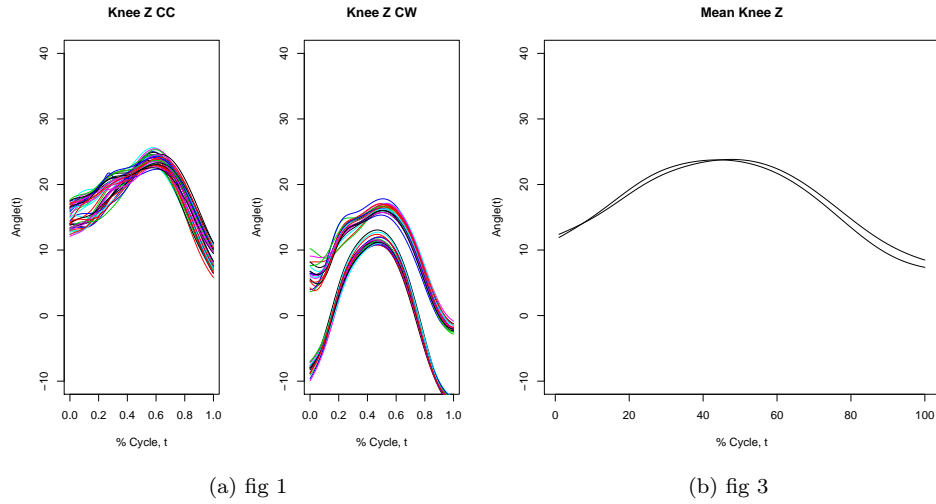 Knee Z CC
Knee Z CW
Mean Knee Z
Angle(t)
40
30
20
10
0
−10
0.0 0.2 0.4 0.6 0.8 1.0
% Cycle, t
Angle(t)
40
30
20
10
0
−10
0.0 0.2 0.4 0.6 0.8 1.0
% Cycle, t
Angle(t)
40
30
20
10
0
−10
0 20 40 60 80 100
% Cycle, t
(a) fig 1
(b) fig 3